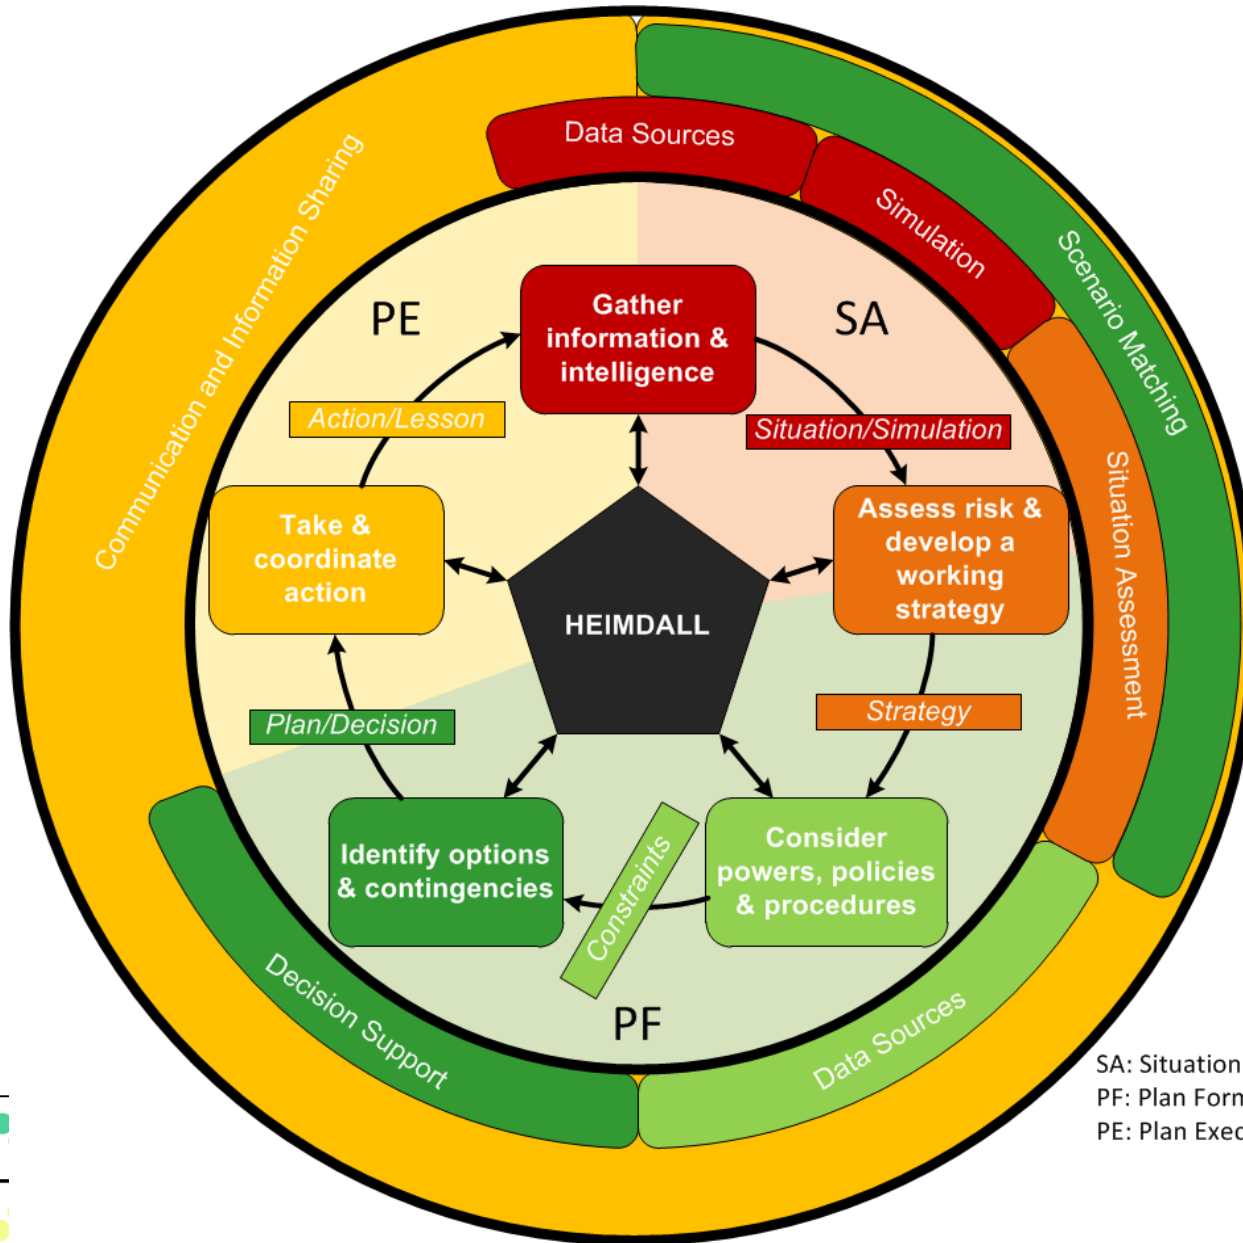 Communication and Information Sharing
Data Sources
Simulation
Scenario Matching
Situation Assessment
Data Sources
Decision Support
PE
SA
PF
Gather
information &
intelligence
Situation/Simulation
Assess risk &
develop a
working
strategy
Strategy
Consider
powers, policies
& procedures
Constraints
Identify options
& contingencies
Plan/Decision
Take &
coordinate
action
Action/Lesson
HEIMDALL
SA: Situation
PF: Plan Form
PE: Plan Exec